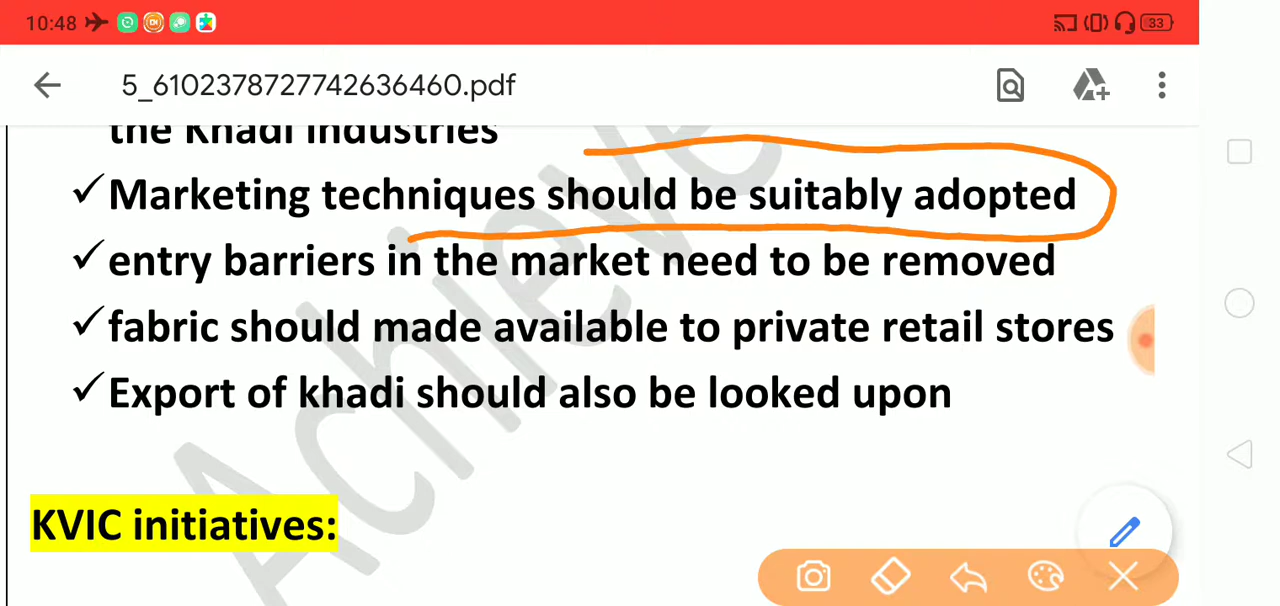 10:48
33
5_6102378727742636460.pdf
the Khadi Industries
✓Marketing techniques should be suitably adopted
✓entry barriers in the market need to be removed
✓fabric should made available to private retail stores
✓Export of khadi should also be looked upon
Achieve
KVIC initiatives: